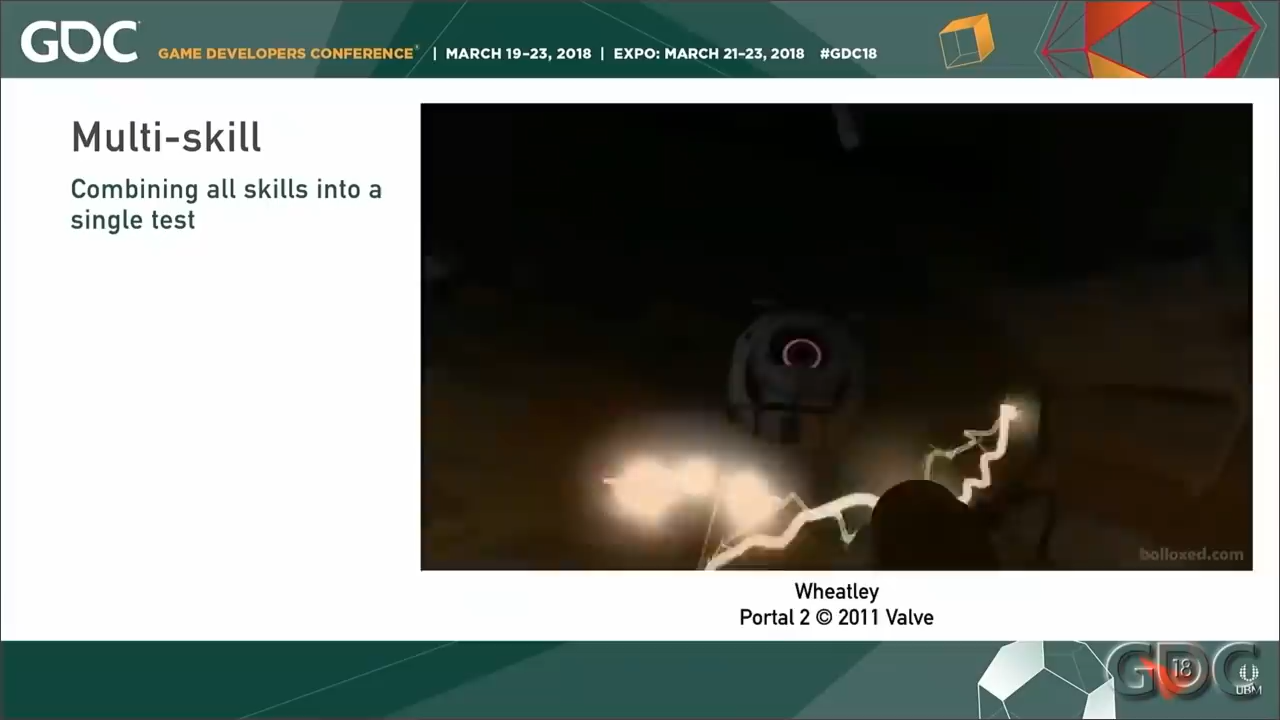 GDC
GAME DEVELOPERS CONFERENCE® | MARCH 19–23, 2018 | EXPO: MARCH 21–23, 2018 #GDC18
Multi-skill
Combining all skills into a
single test
bolloxed.com
Wheatley
Portal 2 © 2011 Valve
GDC
18
UBM